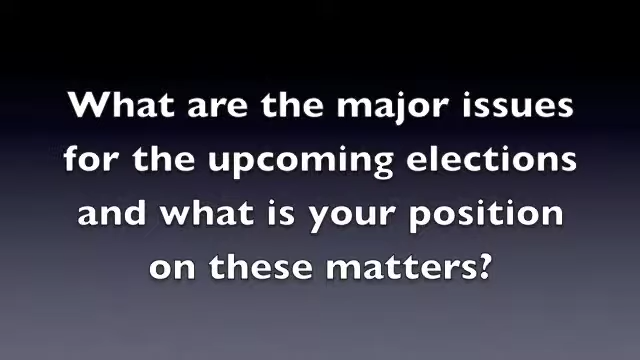 What are the major issues
for the upcoming elections
and what is your position
on these matters?